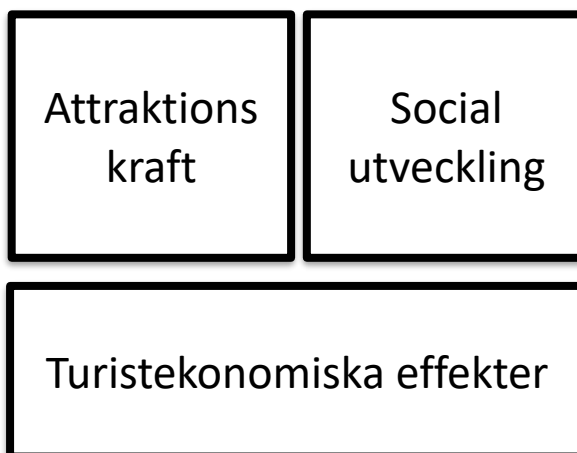 Attraktions
kraft
Social
utveckling
Turistekonomiska effekter